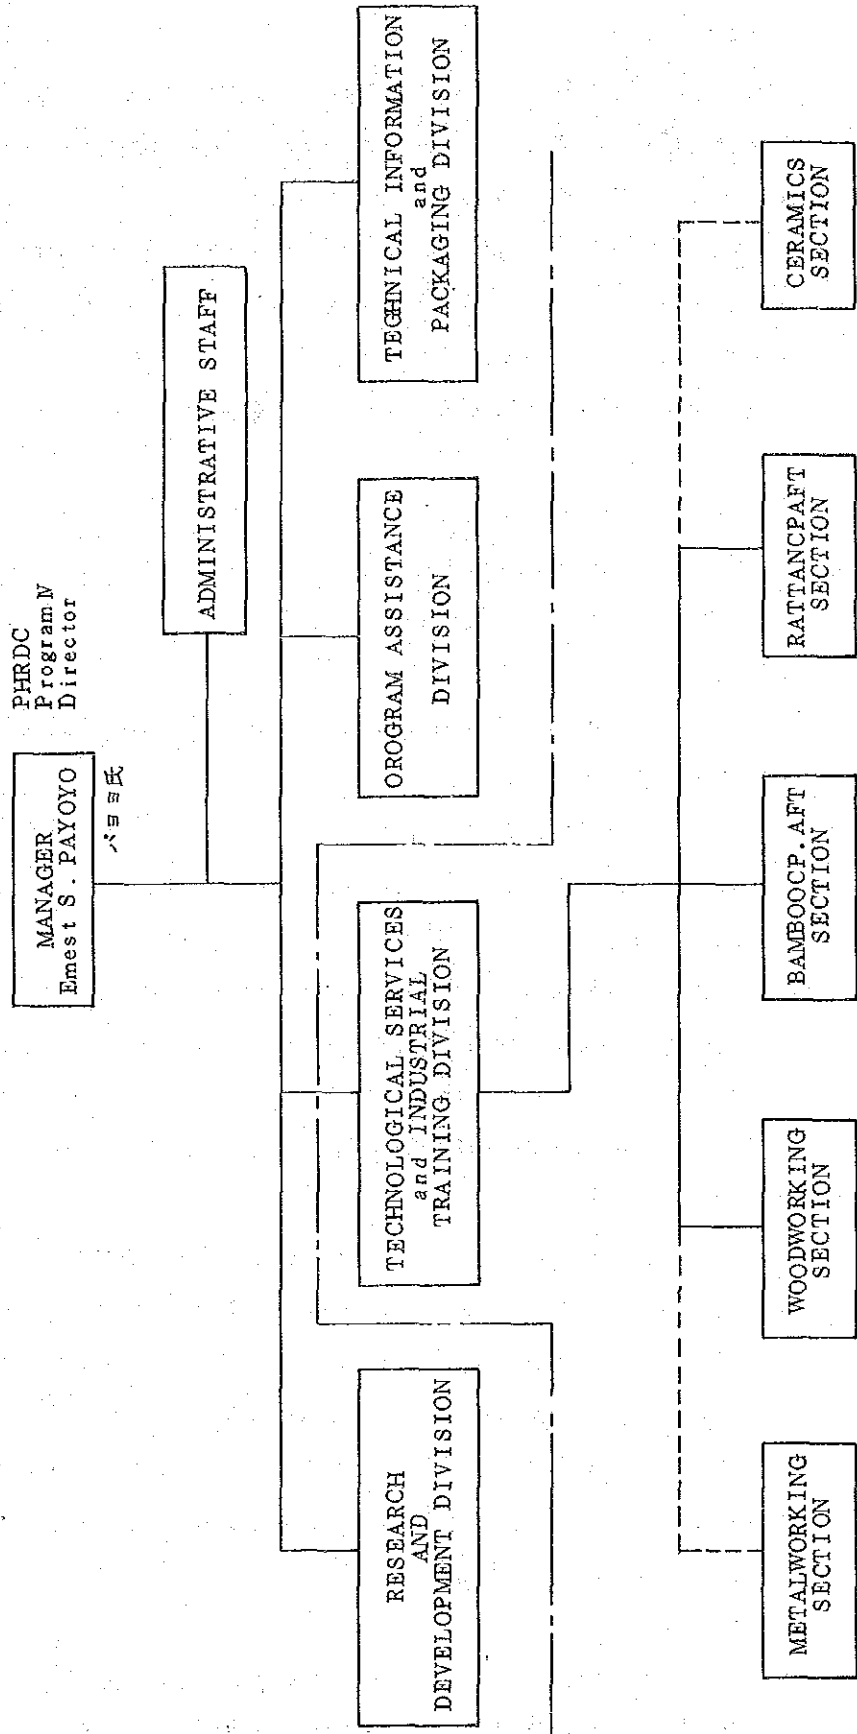 PHRDC
Program Ⅳ
Director
MANAGER
Emest S. PAYOYO
パヨヨ氏
ADMINISTRATIVE STAFF
RESEARCH
AND
DEVELOPMENT DIVISION
TECHNOLOGICAL SERVICES
and INDUSTRIAL
TRAINING DIVISION
OROGRAM ASSISTANCE
DIVISION
TECHNICAL INFORMATION
and
PACKAGING DIVISION
METALWORKING
SECTION
WOODWORKING
SECTION
BAMBOOCP.AFT
SECTION
RATTANCPAFT
SECTION
CERAMICS
SECTION